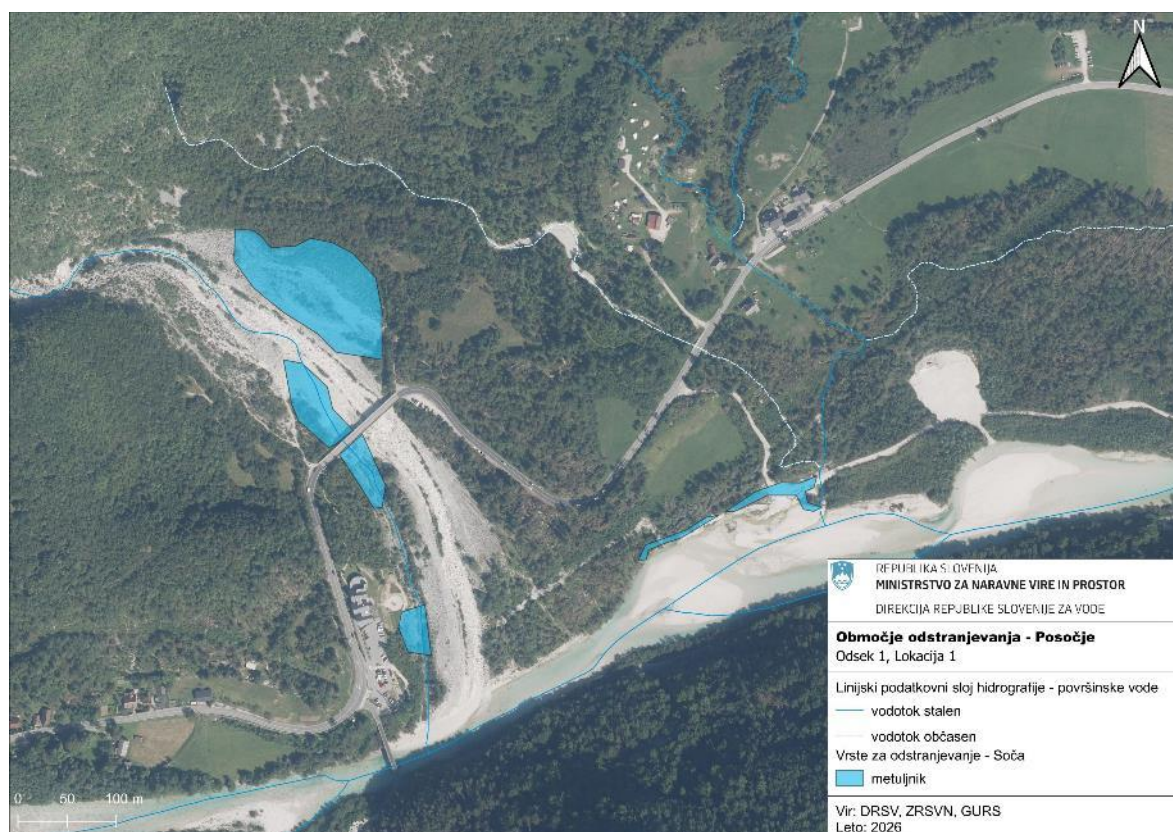 N
REPUBLIKA SLOVENIJA
MINISTRSTVO ZA NARAVNE VIRE IN PROSTOR
DIREKCIJA REPUBLIKE SLOVENIJE ZA VODE
Območje odstranjevanja - Posočje
Odsek 1, Lokacija 1
Linijski podatkovni sloj hidrografije - površinske vode
vodotok stalen
vodotok občasen
Vrste za odstranjevanje - Soča
metuljnik
0 50 100 m
Vir: DRSV, ZRSVN, GURS
Leto: 2026